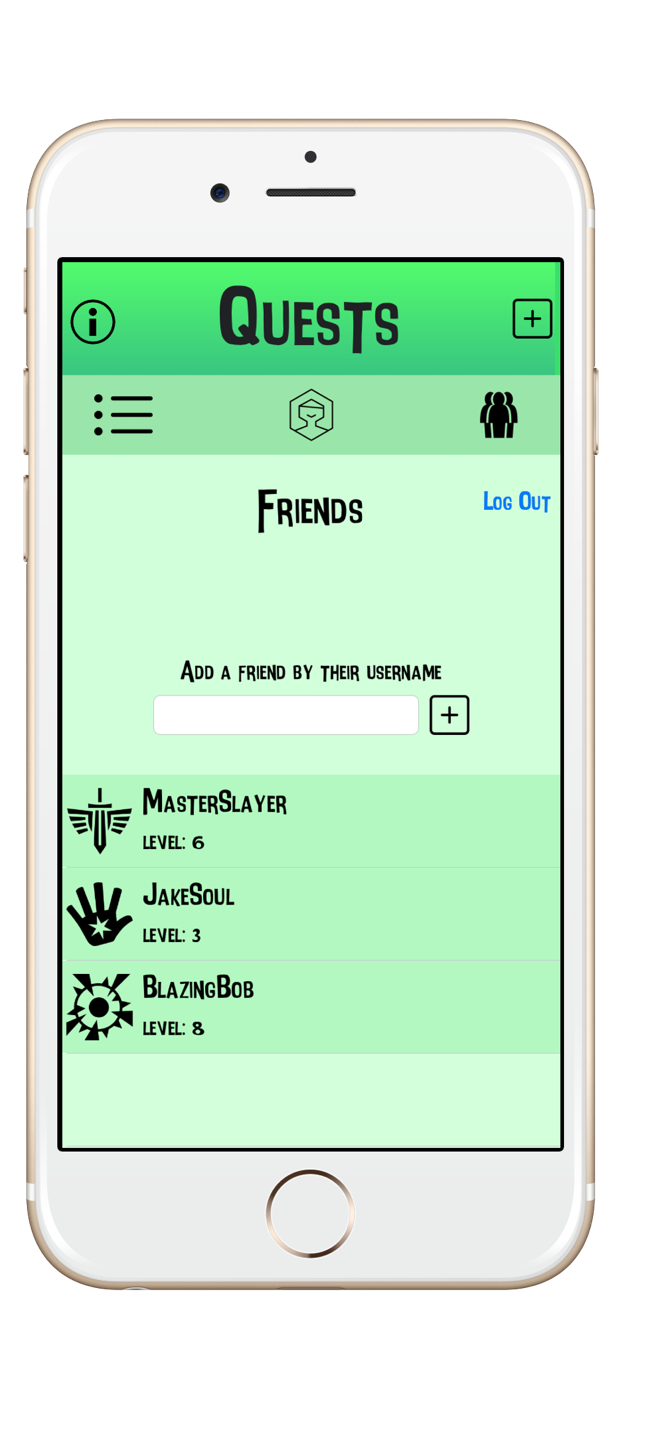 Quests
Friends
Log Out
Add a friend by their username
MasterSlayer
level: 6
JakeSoul
level: 3
BlazingBob
level: 8